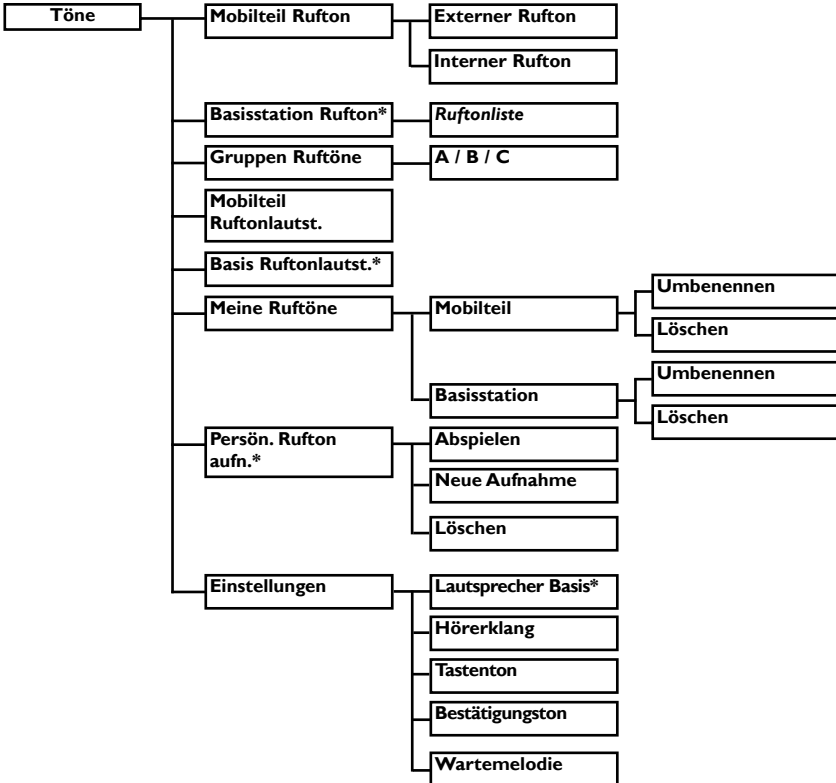 Töne
Mobilteil Rufton
Externer Rufton
Interner Rufton
Basisstation Rufton*
Ruftonliste
Gruppen Ruftöne
A / B / C
Mobilteil
Ruftonlautst.
Basis Ruftonlautst.*
Meine Ruftöne
Mobilteil
Umbenennen
Löschen
Basisstation
Umbenennen
Löschen
Persön. Rufton
aufn.*
Abspielen
Neue Aufnahme
Löschen
Einstellungen
Lautsprecher Basis*
Hörerklang
Tastenton
Bestätigungston
Wartemelodie